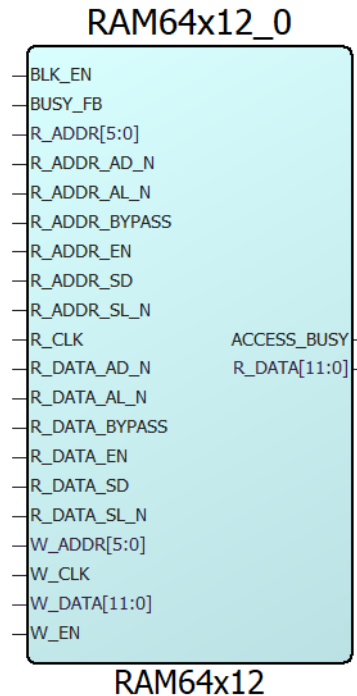 RAM64x12_0
BLK_EN
BUSY_FB
R_ADDR[5:0]
R_ADDR_AD_N
R_ADDR_AL_N
R_ADDR_BYPASS
R_ADDR_EN
R_ADDR_SD
R_ADDR_SL_N
R_CLK
R_DATA_AD_N
R_DATA_AL_N
R_DATA_BYPASS
R_DATA_EN
R_DATA_SD
R_DATA_SL_N
W_ADDR[5:0]
W_CLK
W_DATA[11:0]
W_EN
ACCESS_BUSY
R_DATA[11:0]
RAM64x12